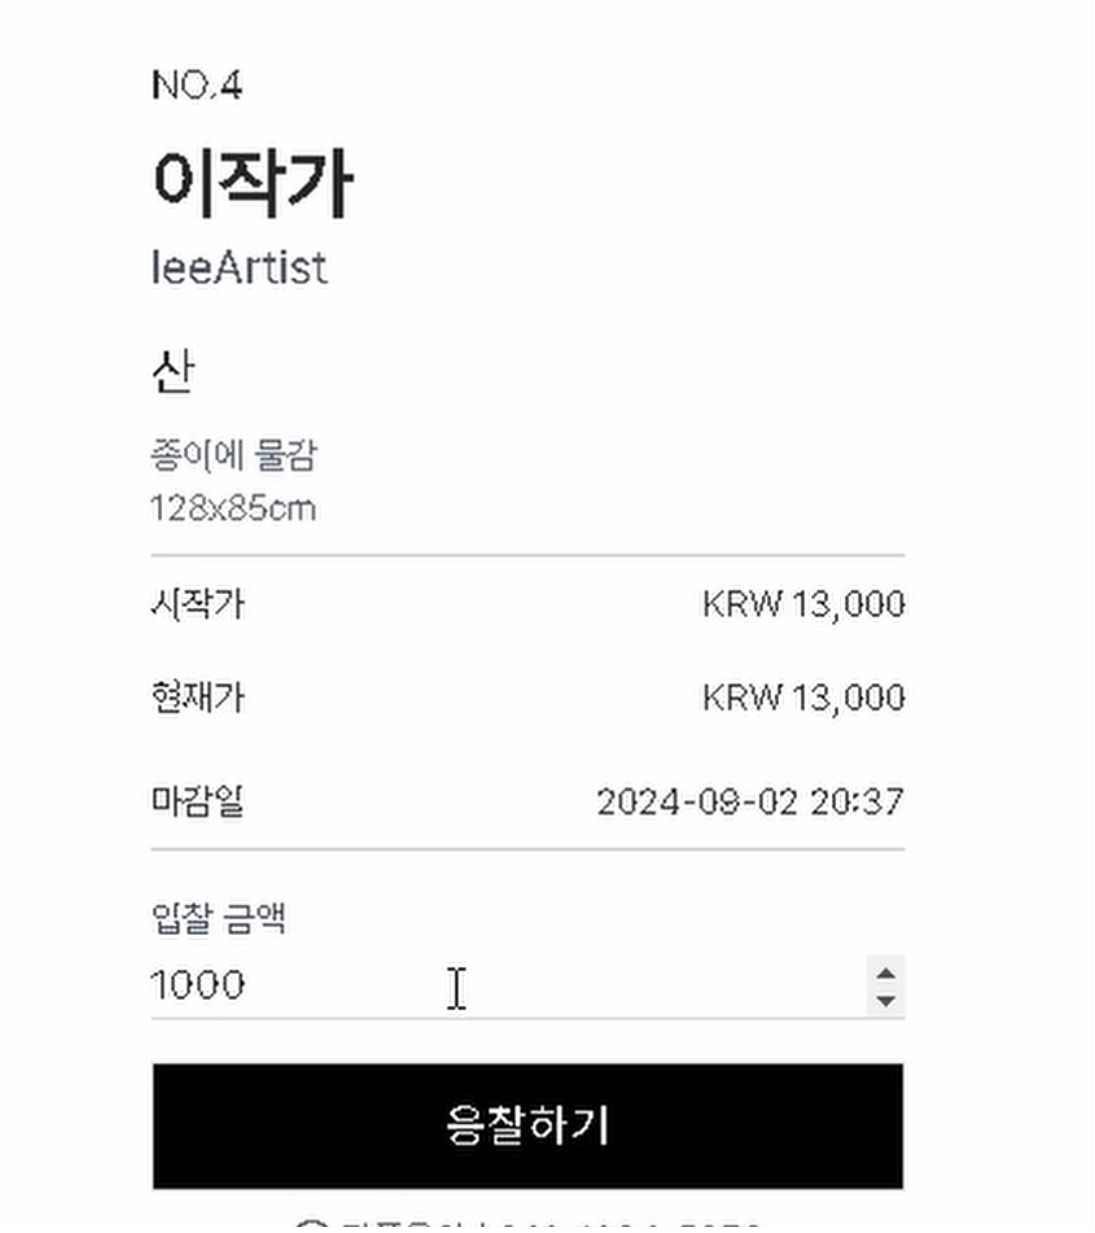 NO.4
이작가
leeArtist
산
종이에 물감
128x85cm
시작가 KRW 13,000
현재가 KRW 13,000
마감일 2024-09-02 20:37
입찰 금액
1000
응찰하기